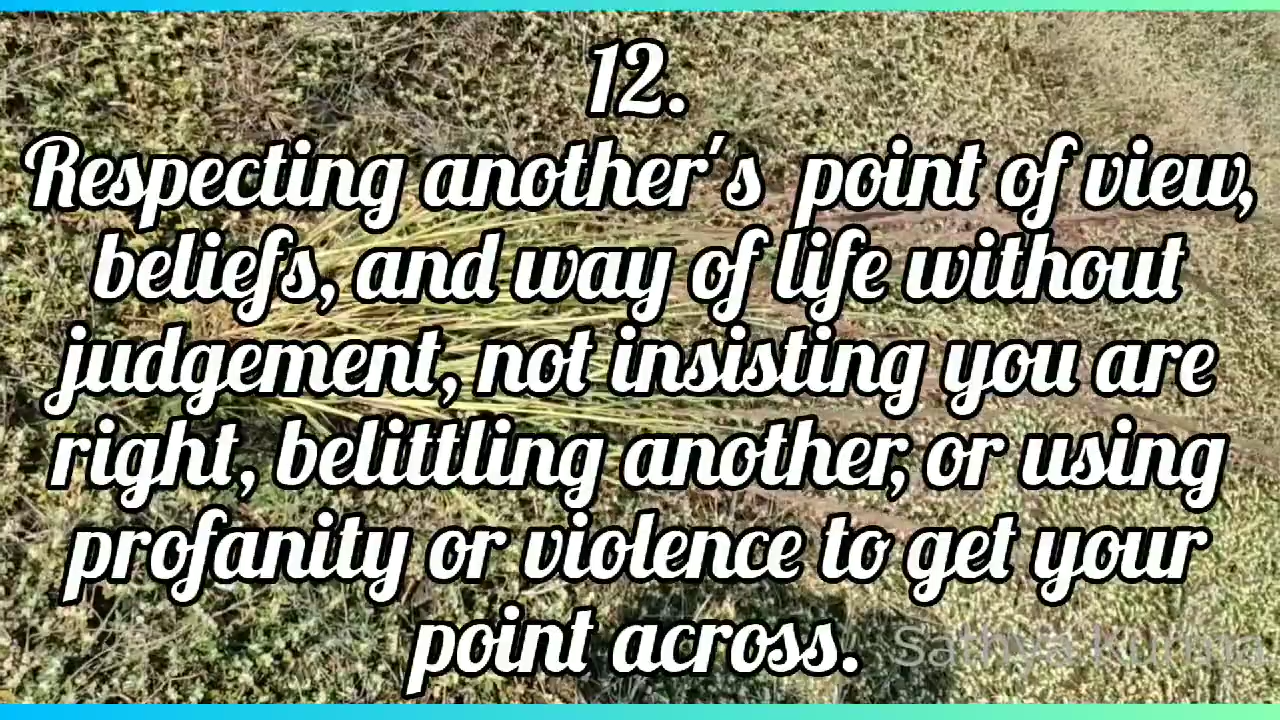 12.
Respecting another's point of view,
beliefs, and way of life without
judgement, not insisting you are
right, belittling another, or using
profanity or violence to get your
point across.
Sathya